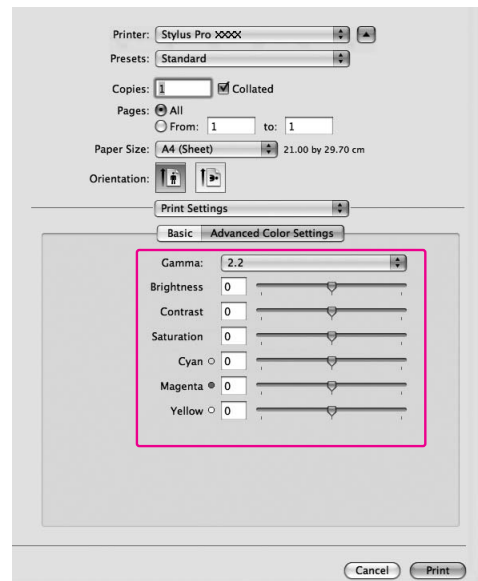 Printer: Stylus Pro XXXX
Presets: Standard
Copies: 1 Collated
Pages: All
From: 1 to: 1
Paper Size: A4 (Sheet) 21.00 by 29.70 cm
Orientation:
Print Settings
Basic Advanced Color Settings
Gamma: 2.2
Brightness 0
Contrast 0
Saturation 0
Cyan 0
Magenta 0
Yellow 0
Cancel Print